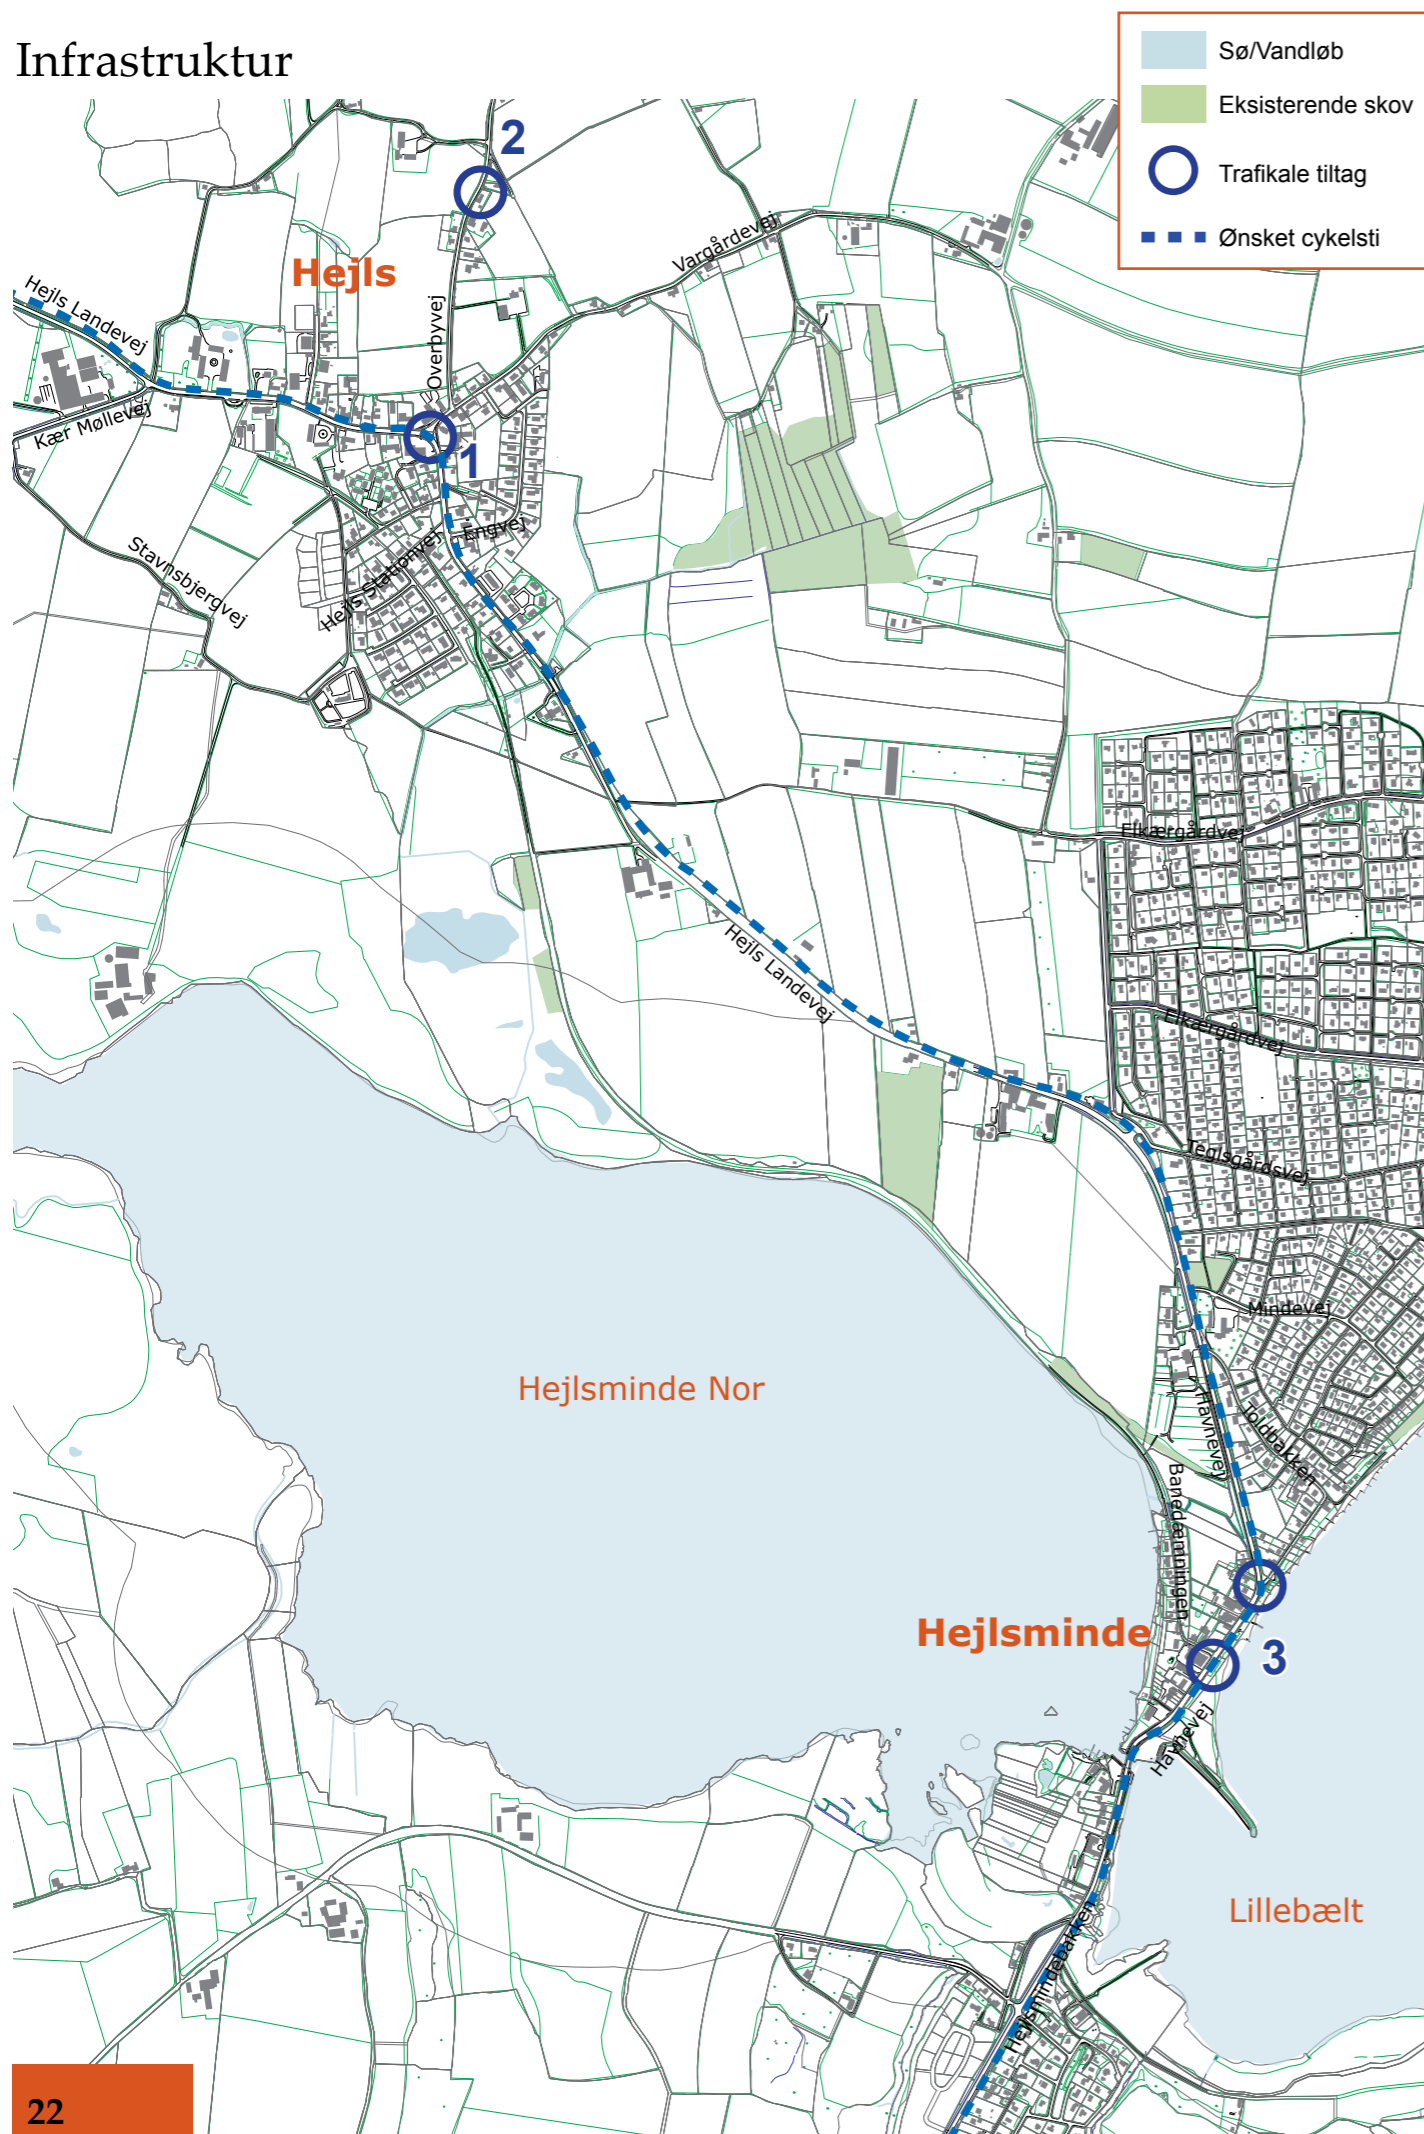 Infrastruktur
Sø/Vandløb
Eksisterende skov
Trafikale tiltag
Ønsket cykelsti
2
Hejls
Vargårdevej
Hejls Landevej
Overbyvej
Kær Møllevej
1
Engvej
Stavnsbjergvej
Hejls Stationvej
Elkærgårdvej
Hejls Landevej
Elkærgårdvej
Teglsgårdsvej
Mindevej
Hejlsminde Nor
Havnevej
Toldbakken
Banedæmningen
Hejlsminde
3
Havnevej
Lillebælt
Hejlsmindebakken
22